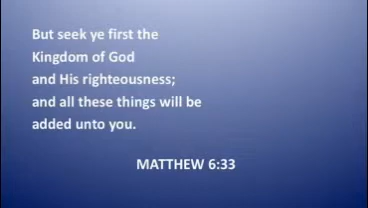 But seek ye first the
Kingdom of God
and His righteousness;
and all these things will be
added unto you.
MATTHEW 6:33